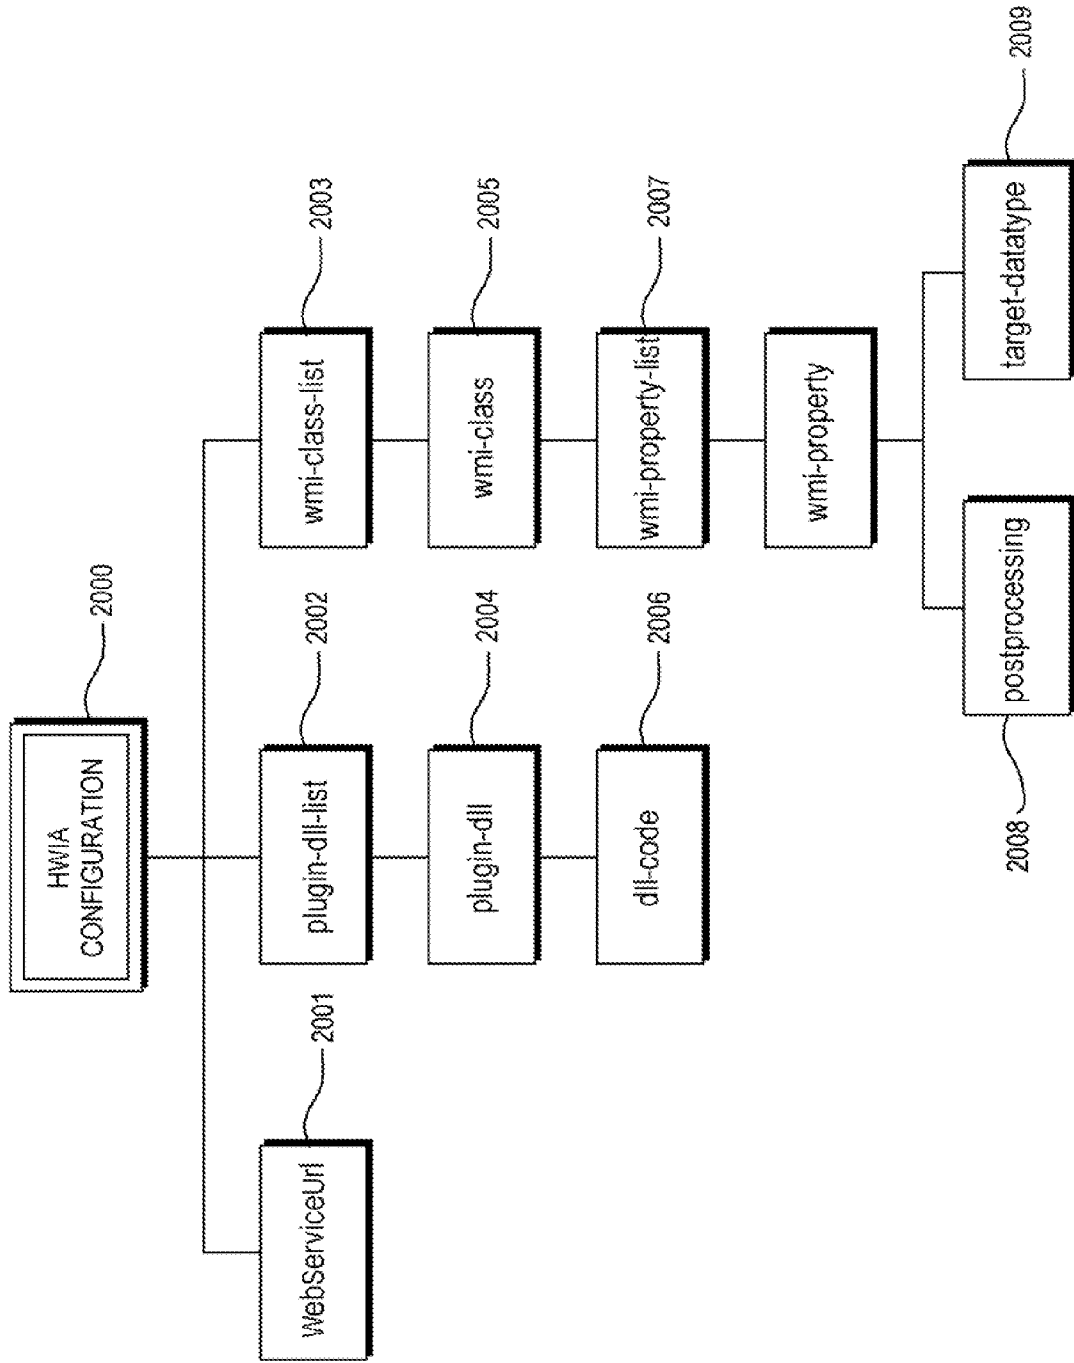 HWIA
CONFIGURATION
2000
WebServiceUrl
2001
plugin-dll-list
2002
wmi-class-list
2003
plugin-dll
2004
wmi-class
2005
dll-code
2006
wmi-property-list
2007
wmi-property
postprocessing
2008
target-datatype
2009